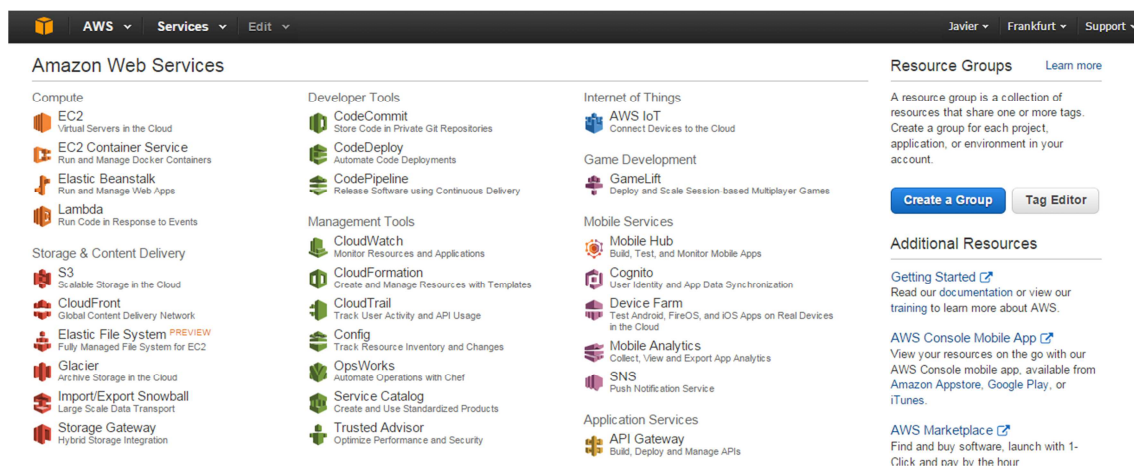 AWS Services Edit Javier Frankfurt Support
Amazon Web Services
Compute
EC2
Virtual Servers in the Cloud
EC2 Container Service
Run and Manage Docker Containers
Elastic Beanstalk
Run and Manage Web Apps
Lambda
Run Code in Response to Events
Storage & Content Delivery
S3
Scalable Storage in the Cloud
CloudFront
Global Content Delivery Network
Elastic File System PREVIEW
Fully Managed File System for EC2
Glacier
Archive Storage in the Cloud
Import/Export Snowball
Large Scale Data Transport
Storage Gateway
Hybrid Storage Integration
Developer Tools
CodeCommit
Store Code in Private Git Repositories
CodeDeploy
Automate Code Deployments
CodePipeline
Release Software using Continuous Delivery
Management Tools
CloudWatch
Monitor Resources and Applications
CloudFormation
Create and Manage Resources with Templates
CloudTrail
Track User Activity and API Usage
Config
Track Resource Inventory and Changes
OpsWorks
Automate Operations with Chef
Service Catalog
Create and Use Standardized Products
Trusted Advisor
Optimize Performance and Security
Internet of Things
AWS IoT
Connect Devices to the Cloud
Game Development
GameLift
Deploy and Scale Session-based Multiplayer Games
Mobile Services
Mobile Hub
Build, Test, and Monitor Mobile Apps
Cognito
User Identity and App Data Synchronization
Device Farm
Test Android, FireOS, and iOS Apps on Real Devices
in the Cloud
Mobile Analytics
Collect, View and Export App Analytics
SNS
Push Notification Service
Application Services
API Gateway
Build, Deploy and Manage APIs
Resource Groups Learn more
A resource group is a collection of
resources that share one or more tags.
Create a group for each project,
application, or environment in your
account.
Create a Group Tag Editor
Additional Resources
Getting Started
Read our documentation or view our
training to learn more about AWS.
AWS Console Mobile App
View your resources on the go with our
AWS Console mobile app, available from
Amazon Appstore, Google Play, or
iTunes.
AWS Marketplace
Find and buy software, launch with 1-
Click and pay by the hour